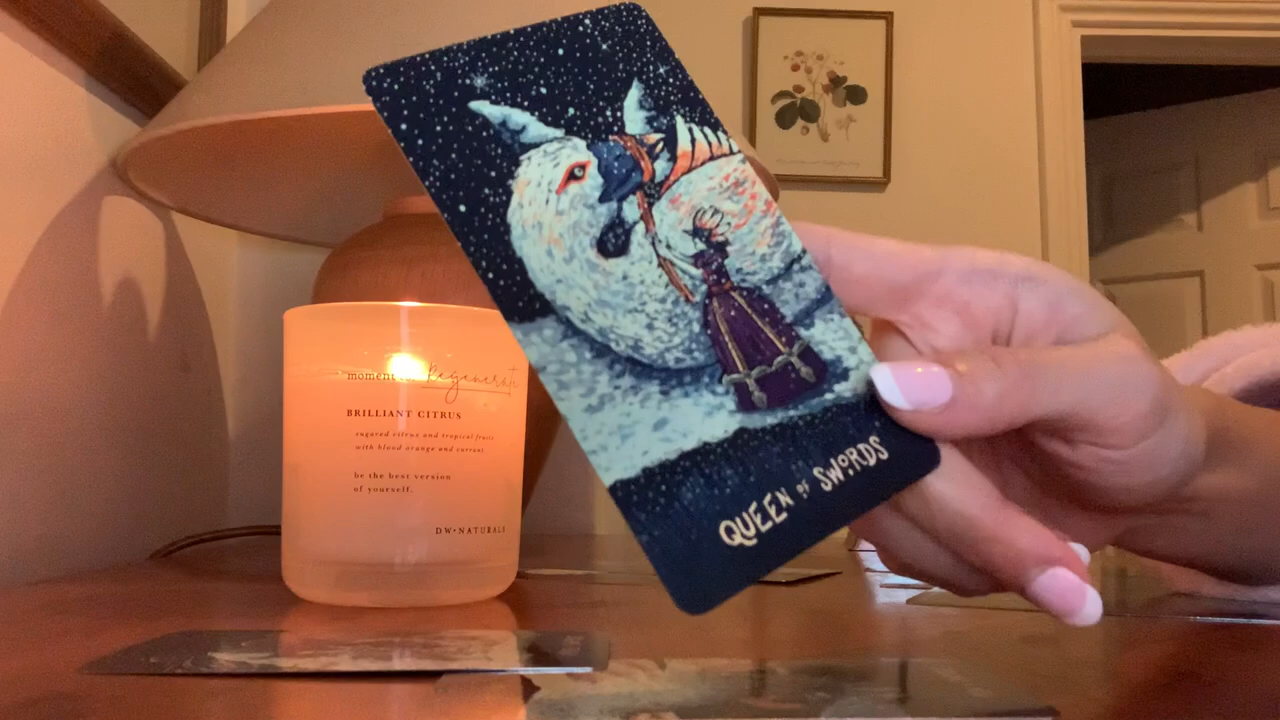 moment Regenerate
BRILLIANT CITRUS
sugared citrus and tropical fruits
with blood orange and currant
be the best version
of yourself.
DW•NATURALS
QUEEN OF SWORDS